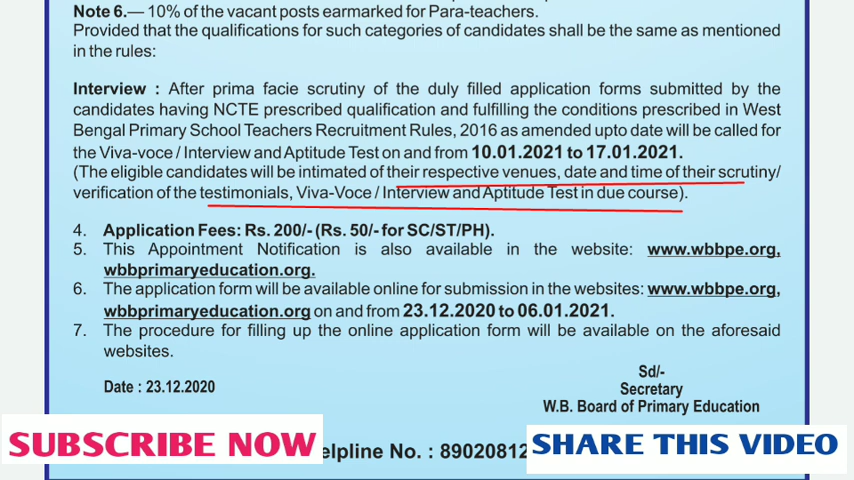 Note 6.— 10% of the vacant posts earmarked for Para-teachers.
Provided that the qualifications for such categories of candidates shall be the same as mentioned
in the rules:
Interview : After prima facie scrutiny of the duly filled application forms submitted by the
candidates having NCTE prescribed qualification and fulfilling the conditions prescribed in West
Bengal Primary School Teachers Recruitment Rules, 2016 as amended upto date will be called for
the Viva-voce / Interview and Aptitude Test on and from 10.01.2021 to 17.01.2021.
(The eligible candidates will be intimated of their respective venues, date and time of their scrutiny/
verification of the testimonials, Viva-Voce / Interview and Aptitude Test in due course).
4. Application Fees: Rs. 200/- (Rs. 50/- for SC/ST/PH).
5. This Appointment Notification is also available in the website: www.wbbpe.org,
wbbprimaryeducation.org.
6. The application form will be available online for submission in the websites: www.wbbpe.org,
wbbprimaryeducation.org on and from 23.12.2020 to 06.01.2021.
7. The procedure for filling up the online application form will be available on the aforesaid
websites.
Sd/-
Date : 23.12.2020
Secretary
W.B. Board of Primary Education
SUBSCRIBE NOW
elpline No. : 8902081
SHARE THIS VIDEO